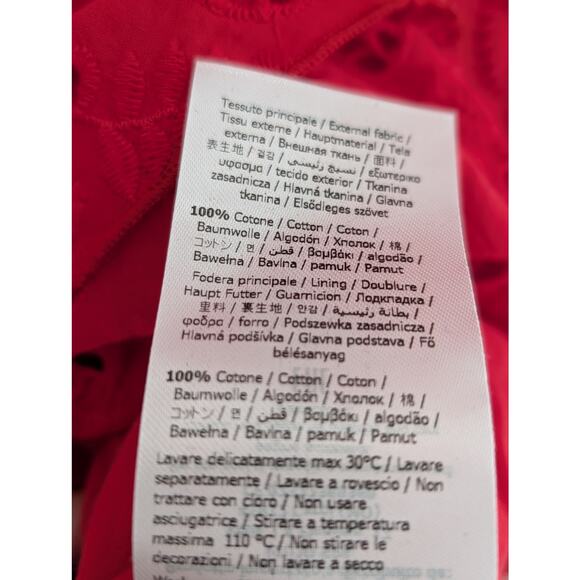 Tessuto principale / External fabric /
Tissu externe / Hauptmaterial / Tela
externa / Внешная ткань / 面料 /
表生地 / 겉감 / نسيج رئيسي / εξωτερικο
υφασμα / tecido exterior / Tkanina
zasadnicza / Hlavná tkanina / Glavna
tkanina / Elsődleges szövet
100% Cotone / Cotton / Coton /
Baumwolle / Algodón / Хлопок / 棉 /
コットン / 면 / قطن / βαμβάκι / algodão /
Bawełna / Bavlna / pamuk / Pamut
Fodera principale / Lining / Doublure /
Haupt Futter / Guarnicion / Подкладка /
里料 / 裏生地 / 안감 / بطانة رئيسية /
φοδρα / forro / Podszewka zasadnicza /
Hlavná podšívka / Glavna podstava / Fő
bélésanyag
100% Cotone / Cotton / Coton /
Baumwolle / Algodón / Хлопок / 棉 /
コットン / 면 / قطن / βαμβάκι / algodão /
Bawełna / Bavlna / pamuk / Pamut
Lavare delicatamente max 30°C / Lavare
separatamente / Lavare a rovescio / Non
trattare con cloro / Non usare
asciugatrice / Stirare a temperatura
massima 110 °C / Non stirare le
decorazioni / Non lavare a secco